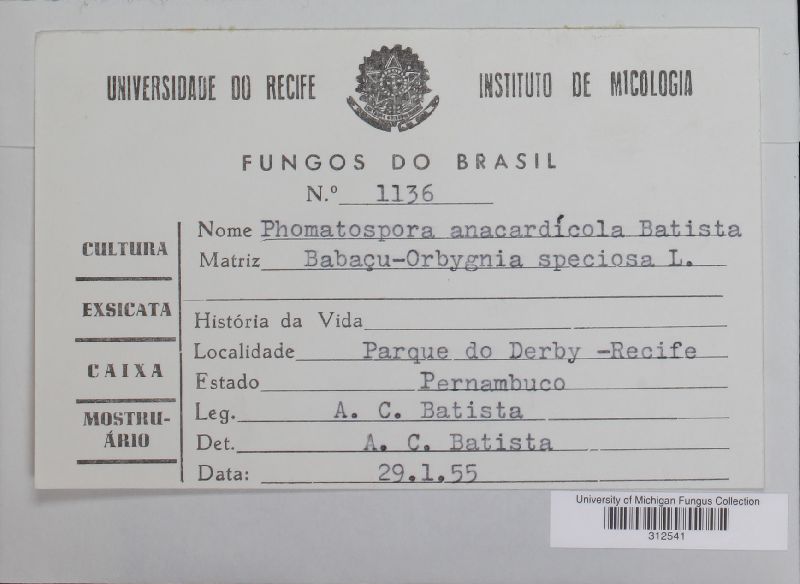 UNIVERSIDADE DO RECIFE INSTITUTO DE MICOLOGIA
FUNGOS DO BRASIL
N.º 1136
CULTURA
EXSICATA
CAIXA
MOSTRU-
ÁRIO
Nome Phomatospora anacardícola Batista
Matriz Babaçu-Orbygnia speciosa L.
História da Vida
Localidade Parque do Derby -Recife
Estado Pernambuco
Leg. A. C. Batista
Det. A. C. Batista
Data: 29.1.55
University of Michigan Fungus Collection
312541